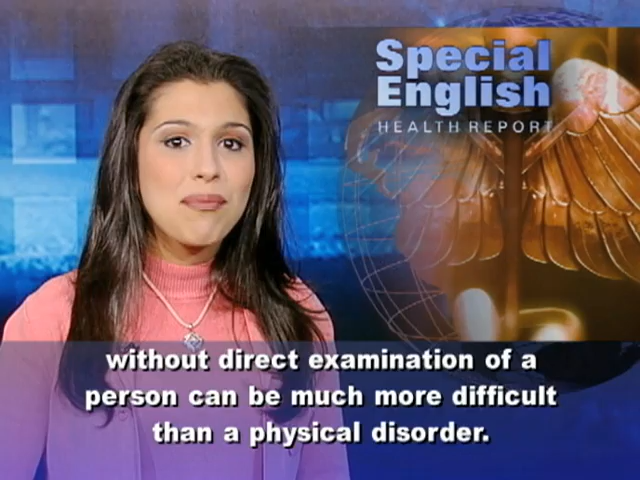 Special
English
HEALTH REPORT
without direct examination of a
person can be much more difficult
than a physical disorder.